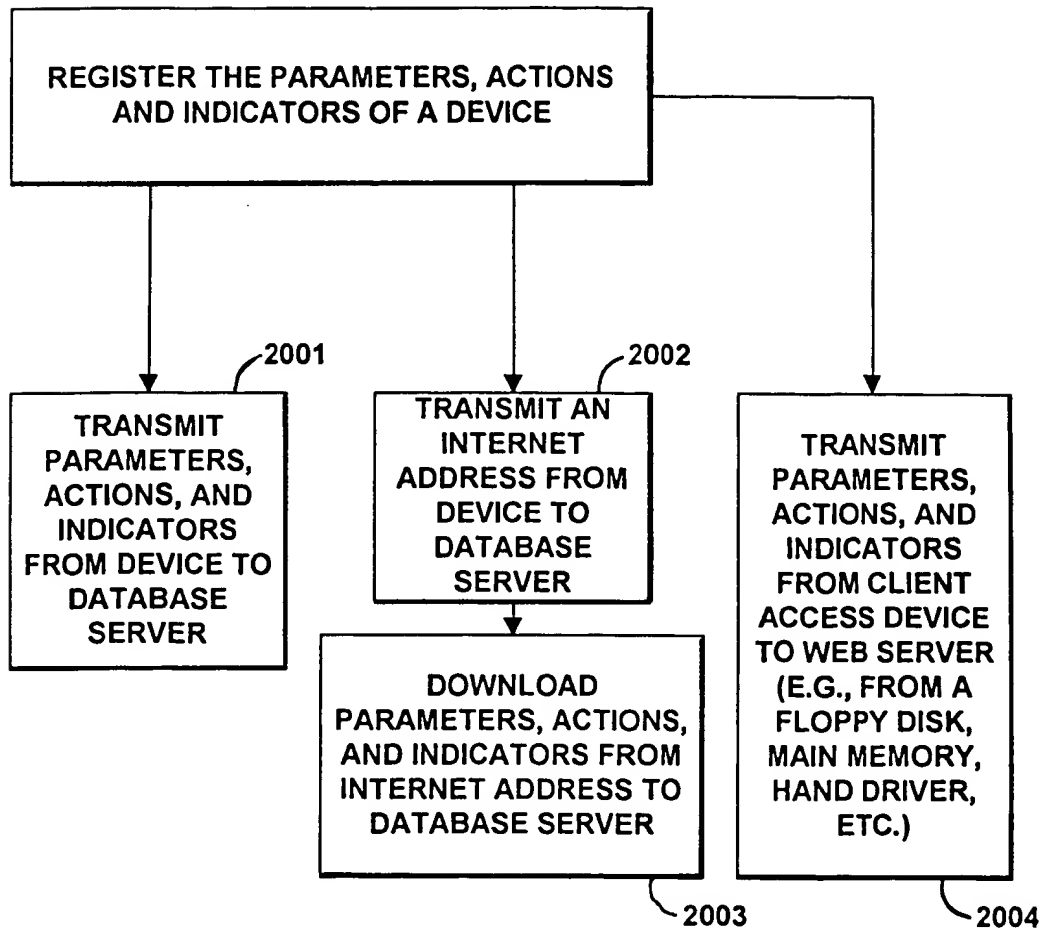 REGISTER THE PARAMETERS, ACTIONS
AND INDICATORS OF A DEVICE
2001
TRANSMIT
PARAMETERS,
ACTIONS, AND
INDICATORS
FROM DEVICE TO
DATABASE
SERVER
2002
TRANSMIT AN
INTERNET
ADDRESS FROM
DEVICE TO
DATABASE
SERVER
DOWNLOAD
PARAMETERS, ACTIONS,
AND INDICATORS FROM
INTERNET ADDRESS TO
DATABASE SERVER
2003
TRANSMIT
PARAMETERS,
ACTIONS, AND
INDICATORS
FROM CLIENT
ACCESS DEVICE
TO WEB SERVER
(E.G., FROM A
FLOPPY DISK,
MAIN MEMORY,
HAND DRIVER,
ETC.)
2004